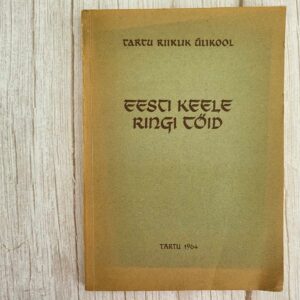 TARTU RIIKLIK ÜLIKOOL
EESTI KEELE
RINGI TÖID
TARTU 1964